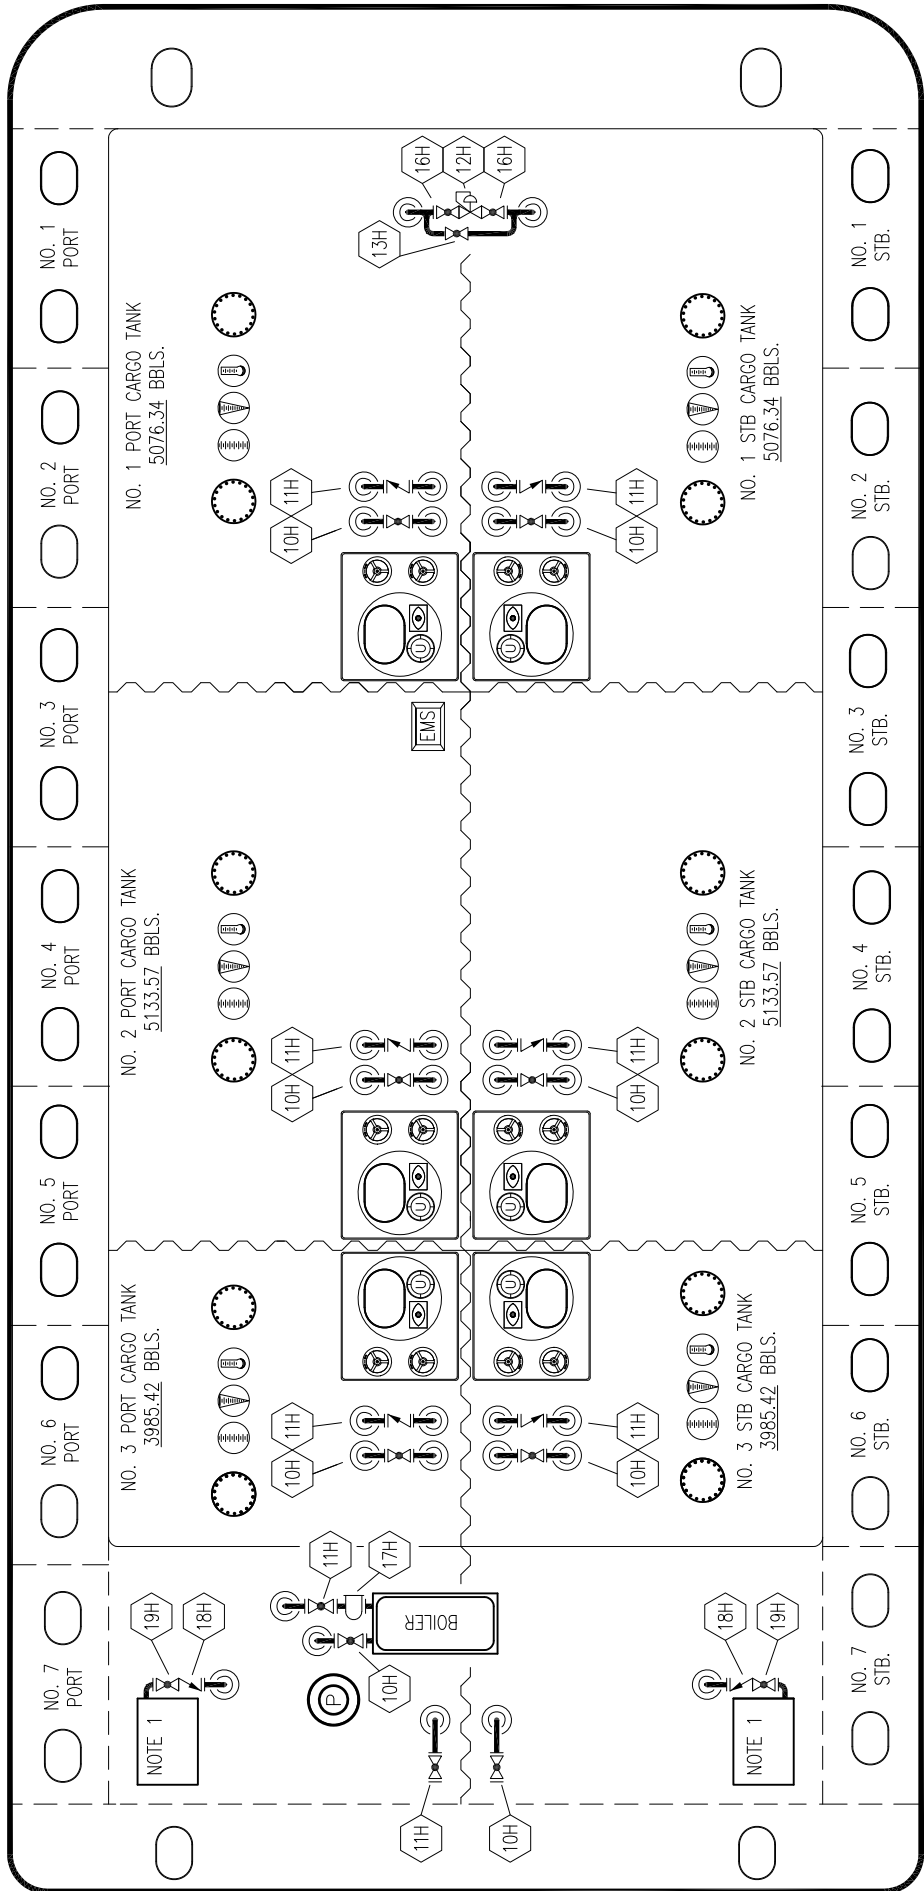 16H
12H
16H
13H
NO. 1
PORT
NO. 1
STB.
NO. 1 PORT CARGO TANK
5076.34 BBLS.
NO. 1 STB CARGO TANK
5076.34 BBLS.
NO. 2
PORT
NO. 2
STB.
11H
10H
11H
10H
U
U
NO. 3
PORT
EMS
NO. 3
STB.
NO. 2 PORT CARGO TANK
5133.57 BBLS.
NO. 2 STB CARGO TANK
5133.57 BBLS.
NO. 4
PORT
NO. 4
STB.
11H
10H
11H
10H
U
U
NO. 5
PORT
NO. 5
STB.
U
U
NO. 3 PORT CARGO TANK
3985.42 BBLS.
NO. 3 STB CARGO TANK
3985.42 BBLS.
NO. 6
PORT
NO. 6
STB.
11H
10H
11H
10H
11H
17H
BOILER
10H
P
19H
18H
18H
19H
NO. 7
PORT
NO. 7
STB.
NOTE 1
NOTE 1
11H
10H